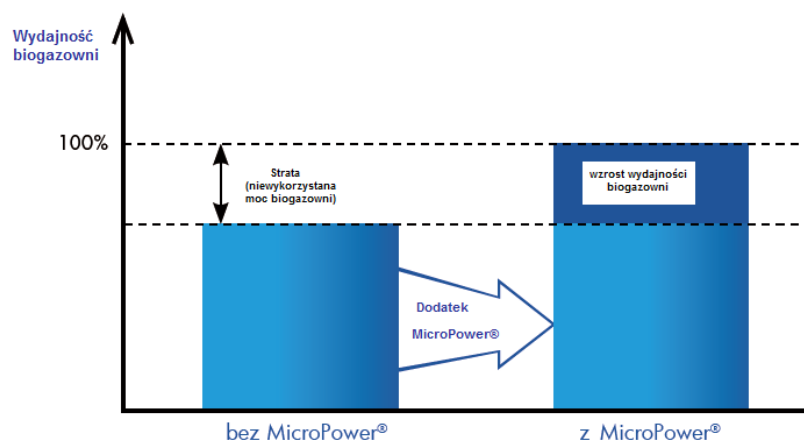 Wydajność
biogazowni
100%
Strata
(niewykorzystana
moc biogazowni)
wzrost wydajności
biogazowni
Dodatek
MicroPower®
bez MicroPower®
z MicroPower®